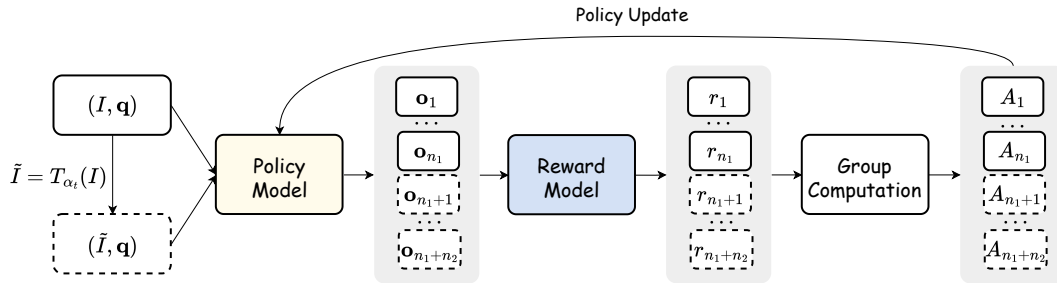 Policy Update
(I, q)
Ĩ = T_{α_t}(I)
(Ĩ, q)
Policy
Model
o_1
...
o_{n_1}
o_{n_1+1}
...
o_{n_1+n_2}
Reward
Model
r_1
...
r_{n_1}
r_{n_1+1}
...
r_{n_1+n_2}
Group
Computation
A_1
...
A_{n_1}
A_{n_1+1}
...
A_{n_1+n_2}